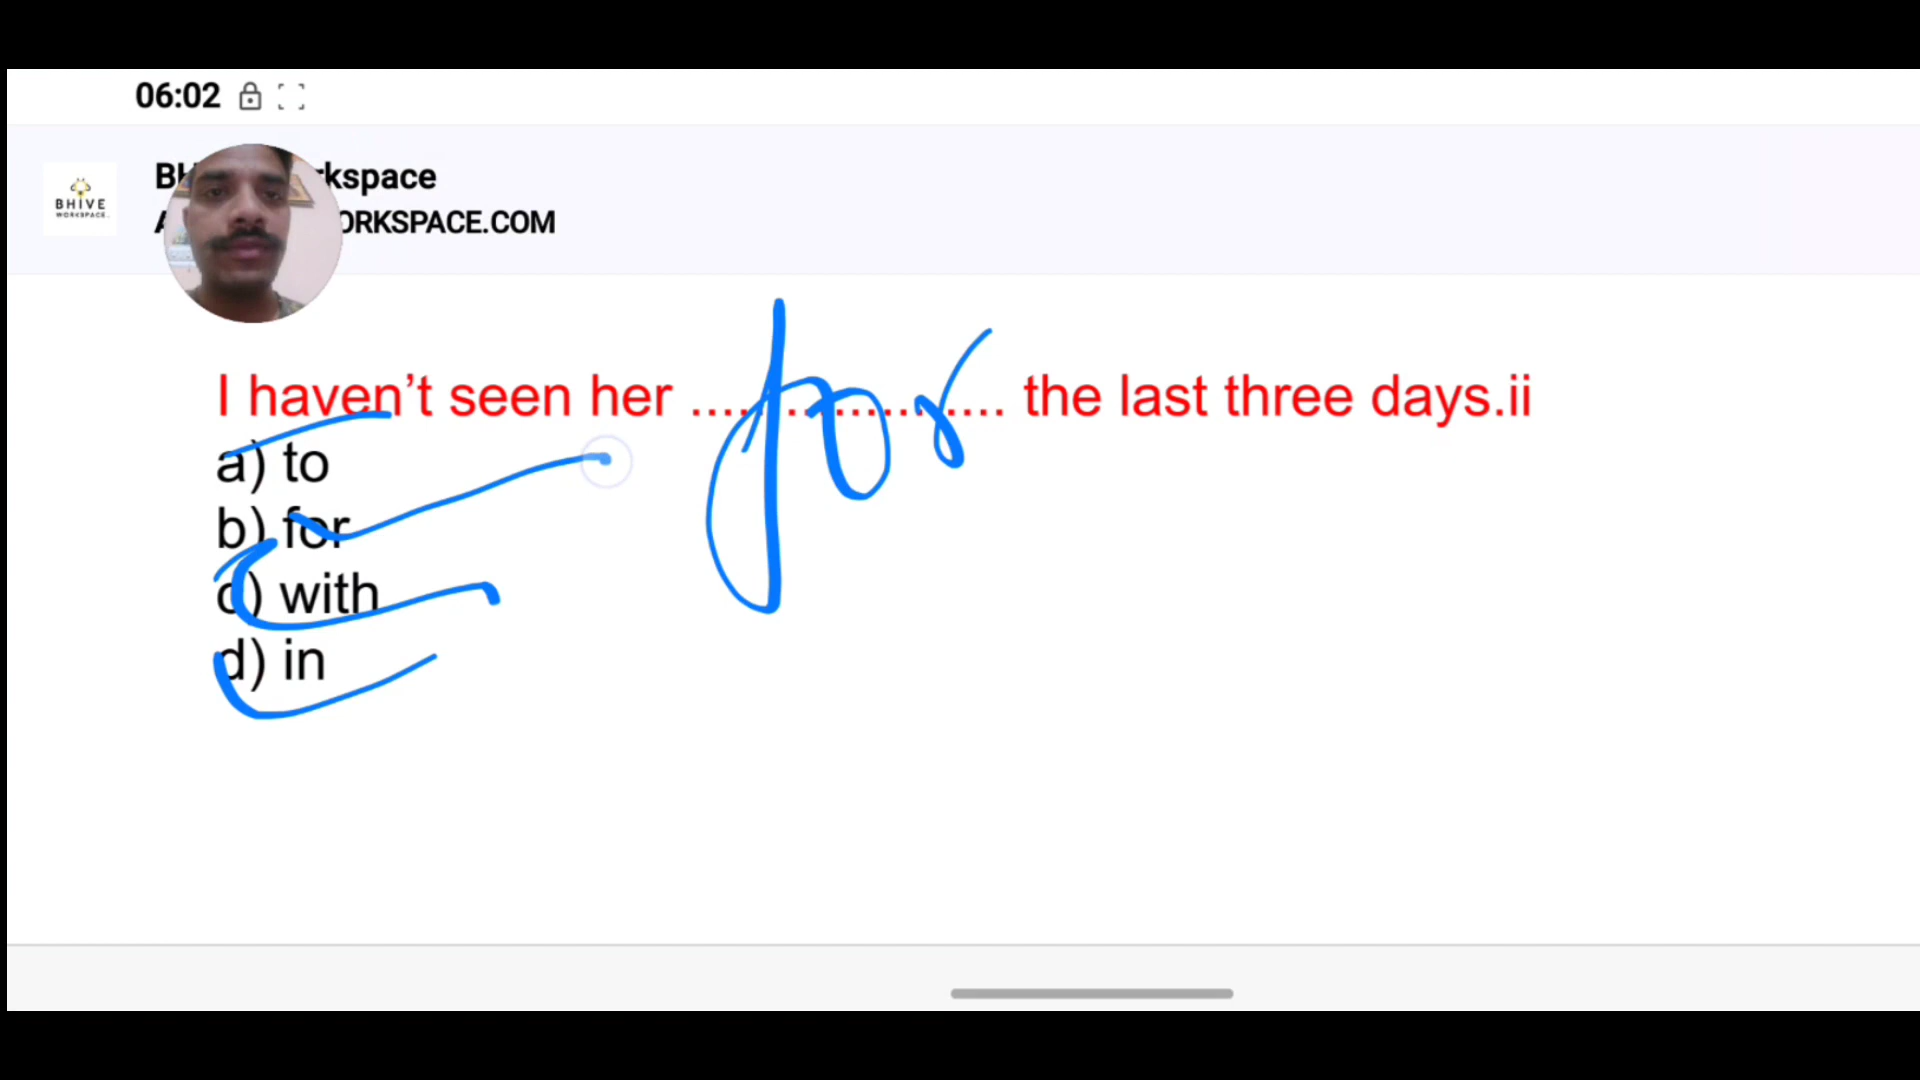 06:02
BHIVE
WORKSPACE
kspace
ORKSPACE.COM
I haven’t seen her .................... the last three days.ii
for
a) to
b) for
c) with
d) in